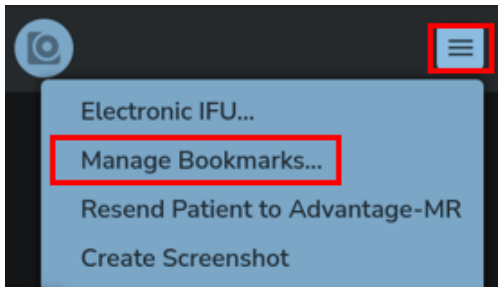 Electronic IFU...
Manage Bookmarks...
Resend Patient to Advantage-MR
Create Screenshot